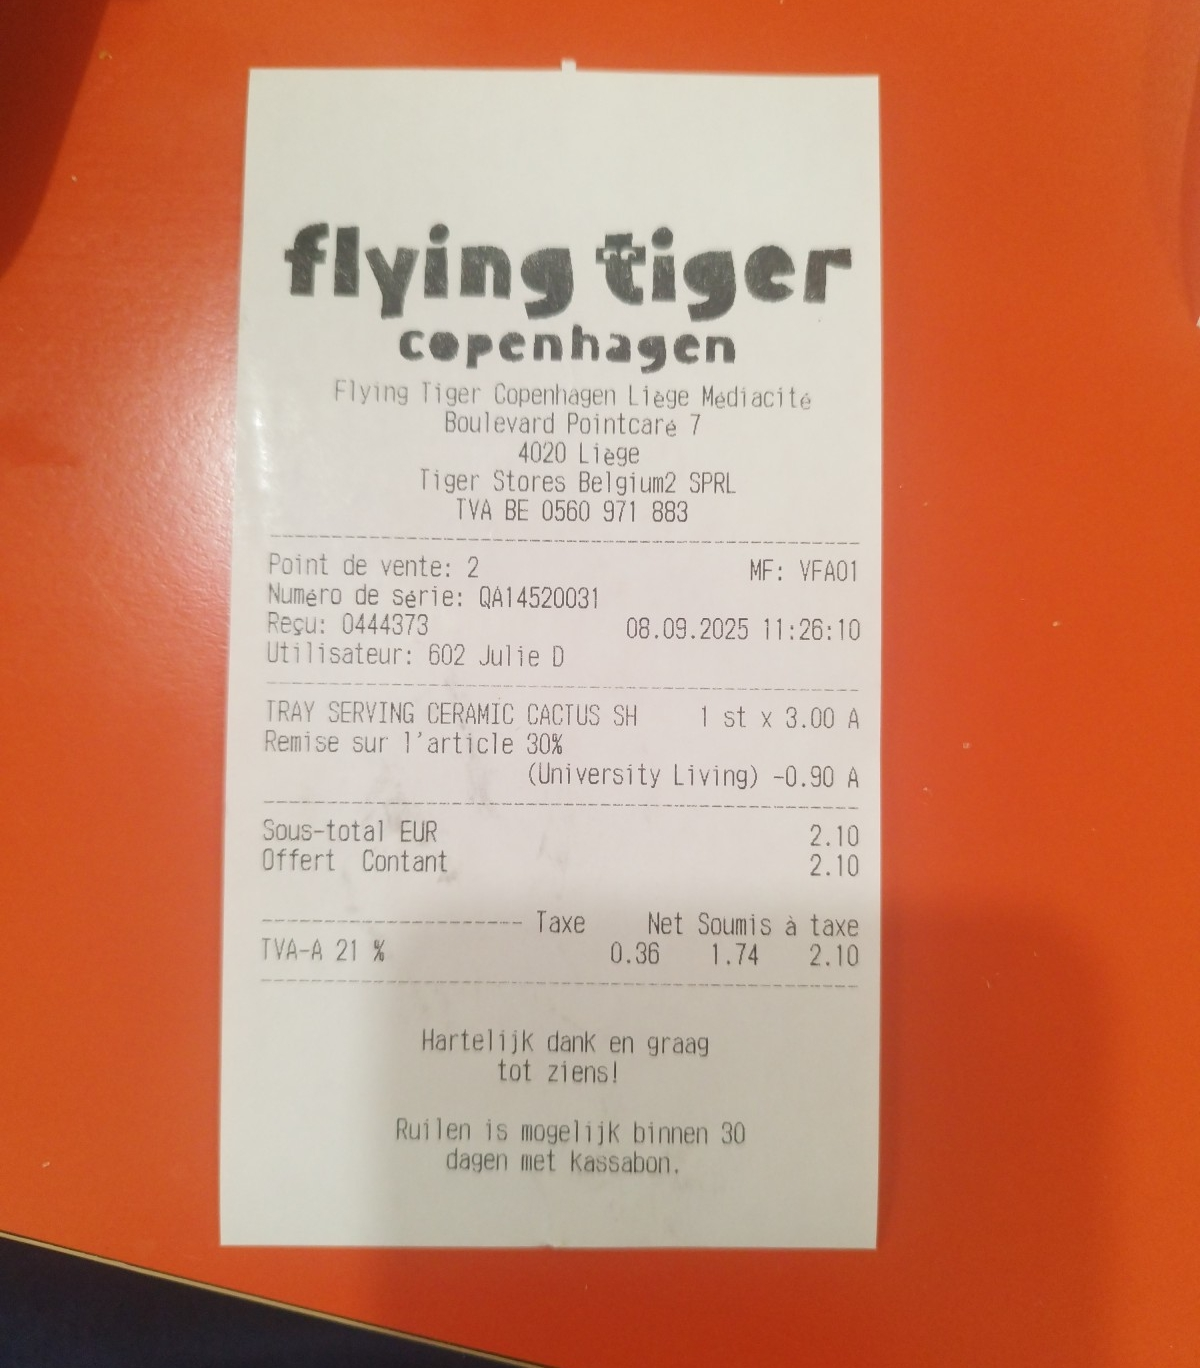 flying tiger
copenhagen
Flying Tiger Copenhagen Liège Médiacité
Boulevard Pointcaré 7
4020 Liège
Tiger Stores Belgium2 SPRL
TVA BE 0560 971 883
Point de vente: 2 MF: VFA01
Numéro de série: QA14520031
Reçu: 0444373 08.09.2025 11:26:10
Utilisateur: 602 Julie D
TRAY SERVING CERAMIC CACTUS SH 1 st x 3.00 A
Remise sur l'article 30%
(University Living) -0.90 A
Sous-total EUR 2.10
Offert Contant 2.10
Taxe Net Soumis à taxe
TVA-A 21 % 0.36 1.74 2.10
Hartelijk dank en graag
tot ziens!
Ruilen is mogelijk binnen 30
dagen met kassabon.